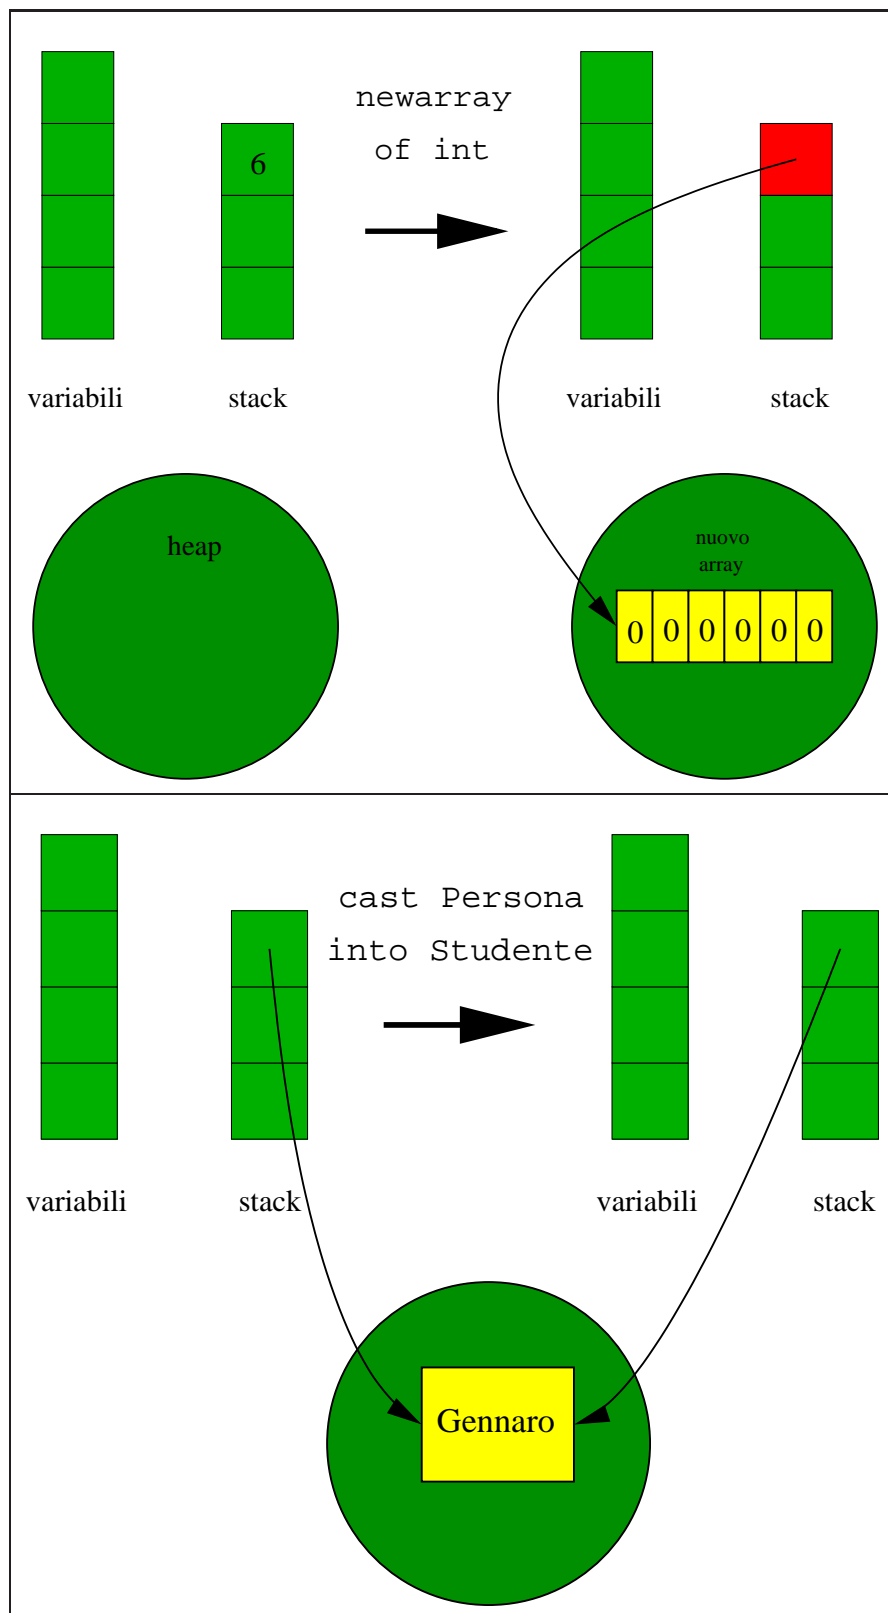 newarray
of int
6
variabili
stack
variabili
stack
heap
nuovo
array
0 0 0 0 0 0
cast Persona
into Studente
variabili
stack
variabili
stack
Gennaro